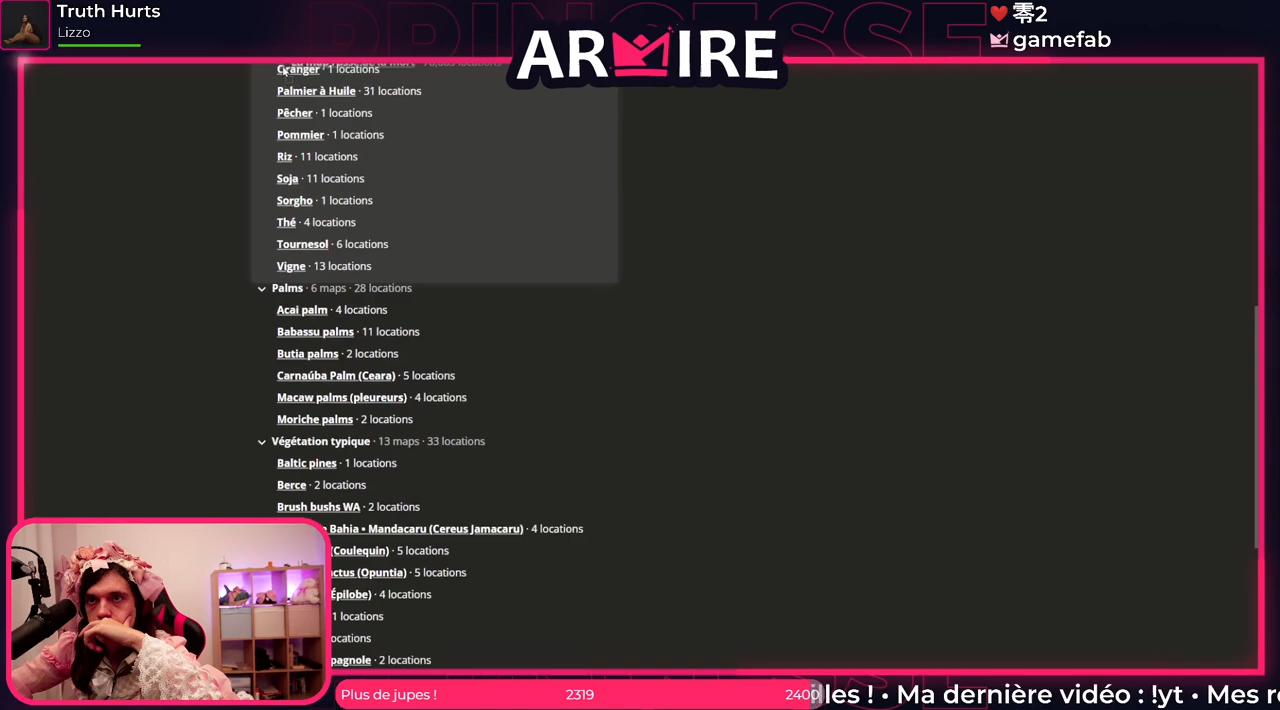 Truth Hurts
Lizzo
PRINCESSE
ARMIRE
零2
gamefab
Oranger · 1 locations
Palmier à Huile · 31 locations
Pêcher · 1 locations
Pommier · 1 locations
Riz · 11 locations
Soja · 11 locations
Sorgho · 1 locations
Thé · 4 locations
Tournesol · 6 locations
Vigne · 13 locations
Palms · 6 maps · 28 locations
Acai palm · 4 locations
Babassu palms · 11 locations
Butia palms · 2 locations
Carnaúba Palm (Ceara) · 5 locations
Macaw palms (pleureurs) · 4 locations
Moriche palms · 2 locations
Végétation typique · 13 maps · 33 locations
Baltic pines · 1 locations
Berce · 2 locations
Brush bushs WA · 2 locations
Bahia • Mandacaru (Cereus Jamacaru) · 4 locations
(Coulequin) · 5 locations
ctus (Opuntia) · 5 locations
Épilobe) · 4 locations
1 locations
ocations
pagnole · 2 locations
Plus de jupes ! 2319 2400
lles ! • Ma dernière vidéo : !yt • Mes r